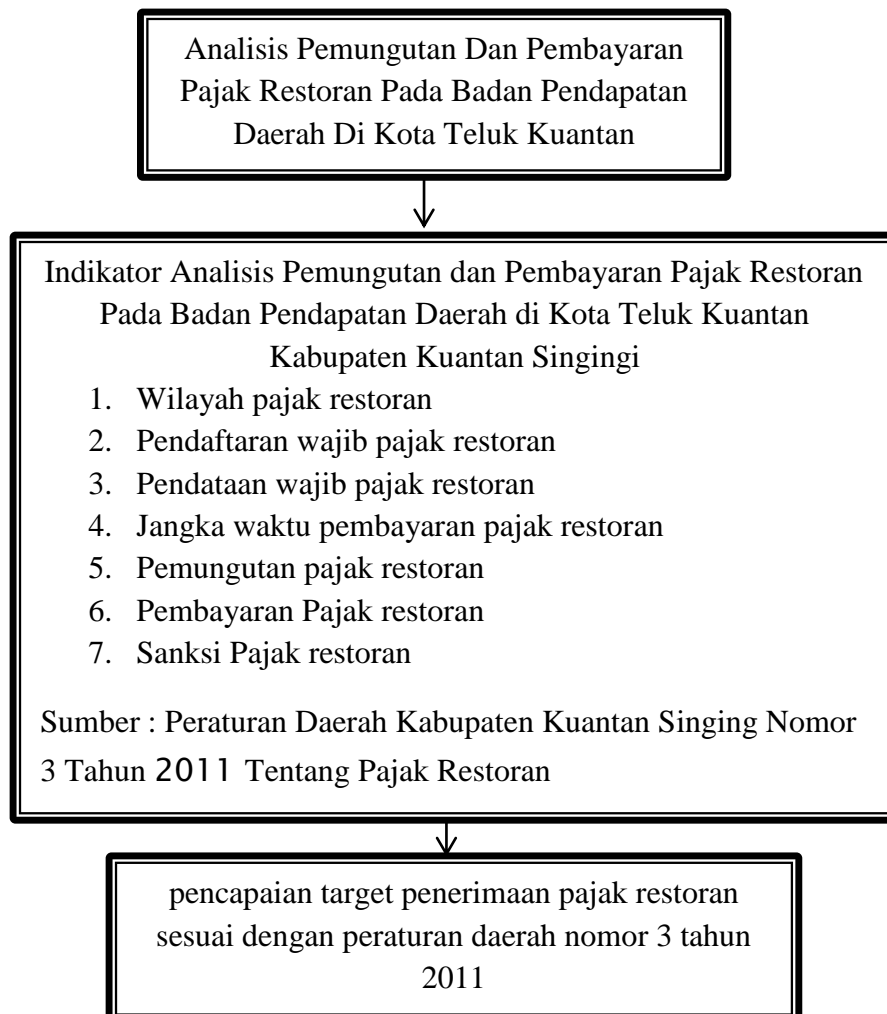 Analisis Pemungutan Dan Pembayaran
Pajak Restoran Pada Badan Pendapatan
Daerah Di Kota Teluk Kuantan
Indikator Analisis Pemungutan dan Pembayaran Pajak Restoran
Pada Badan Pendapatan Daerah di Kota Teluk Kuantan
Kabupaten Kuantan Singingi
1. Wilayah pajak restoran
2. Pendaftaran wajib pajak restoran
3. Pendataan wajib pajak restoran
4. Jangka waktu pembayaran pajak restoran
5. Pemungutan pajak restoran
6. Pembayaran Pajak restoran
7. Sanksi Pajak restoran
Sumber : Peraturan Daerah Kabupaten Kuantan Singing Nomor
3 Tahun 2011 Tentang Pajak Restoran
pencapaian target penerimaan pajak restoran
sesuai dengan peraturan daerah nomor 3 tahun
2011